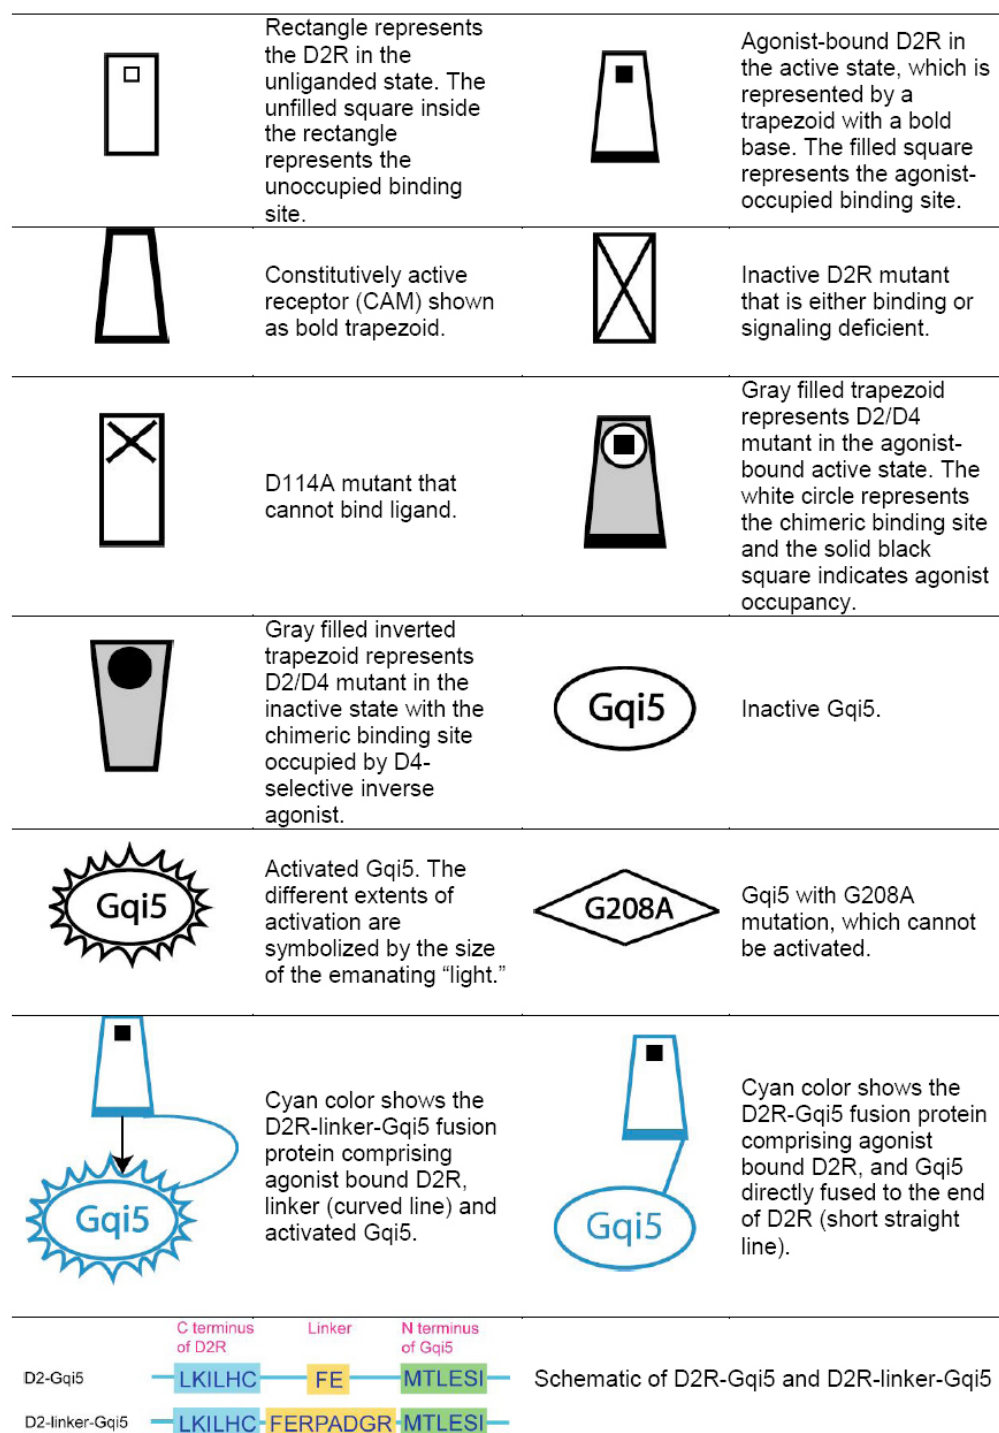 Rectangle represents
the D2R in the
unliganded state. The
unfilled square inside
the rectangle
represents the
unoccupied binding
site.
Agonist-bound D2R in
the active state, which is
represented by a
trapezoid with a bold
base. The filled square
represents the agonist-
occupied binding site.
Constitutively active
receptor (CAM) shown
as bold trapezoid.
Inactive D2R mutant
that is either binding or
signaling deficient.
D114A mutant that
cannot bind ligand.
Gray filled trapezoid
represents D2/D4
mutant in the agonist-
bound active state. The
white circle represents
the chimeric binding site
and the solid black
square indicates agonist
occupancy.
Gray filled inverted
trapezoid represents
D2/D4 mutant in the
inactive state with the
chimeric binding site
occupied by D4-
selective inverse
agonist.
Gqi5
Inactive Gqi5.
Gqi5
Activated Gqi5. The
different extents of
activation are
symbolized by the size
of the emanating “light.”
G208A
Gqi5 with G208A
mutation, which cannot
be activated.
Gqi5
Cyan color shows the
D2R-linker-Gqi5 fusion
protein comprising
agonist bound D2R,
linker (curved line) and
activated Gqi5.
Gqi5
Cyan color shows the
D2R-Gqi5 fusion protein
comprising agonist
bound D2R, and Gqi5
directly fused to the end
of D2R (short straight
line).
C terminus
of D2R
Linker
N terminus
of Gqi5
D2-Gqi5 LKILHC FE MTLESI
D2-linker-Gqi5 LKILHC FERPADGR MTLESI
Schematic of D2R-Gqi5 and D2R-linker-Gqi5